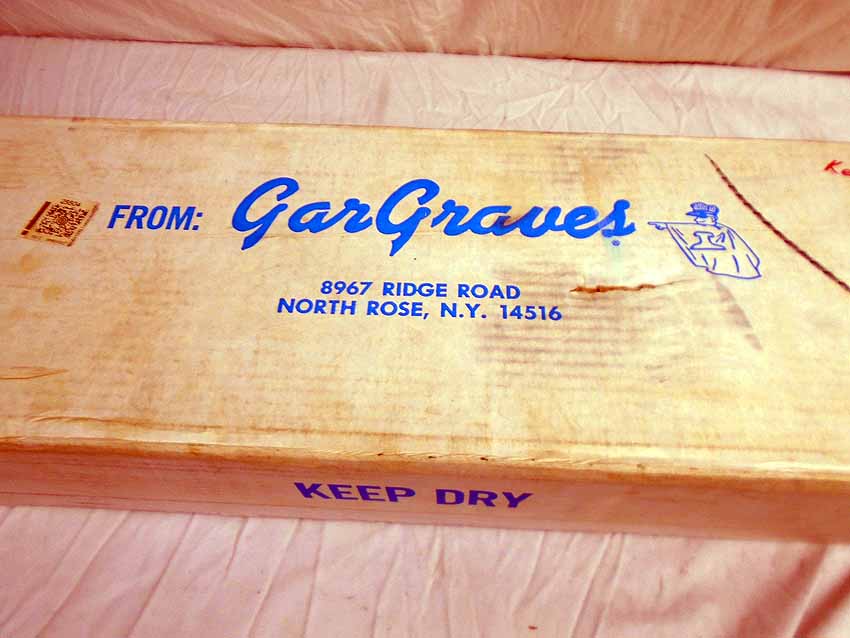 FROM: GarGraves
8967 RIDGE ROAD
NORTH ROSE, N.Y. 14516
KEEP DRY